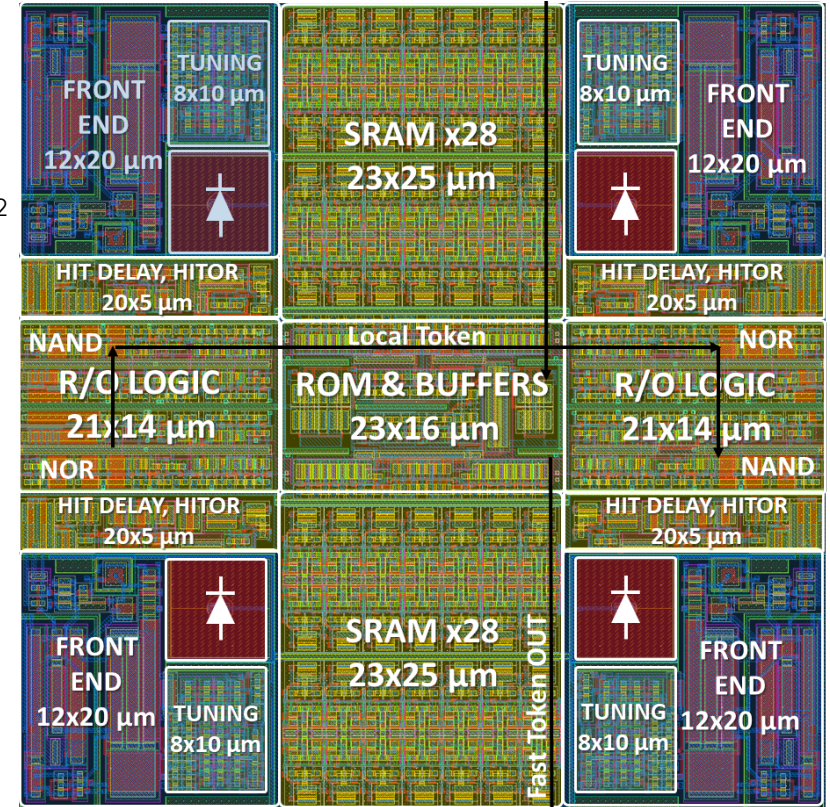 FRONT
END
12x20 µm
TUNING
8x10 µm
SRAM x28
23x25 µm
TUNING
8x10 µm
FRONT
END
12x20 µm
2
HIT DELAY, HITOR
20x5 µm
HIT DELAY, HITOR
20x5 µm
NAND
R/O LOGIC
21x14 µm
NOR
Local Token
ROM & BUFFERS
23x16 µm
NOR
R/O LOGIC
21x14 µm
NAND
HIT DELAY, HITOR
20x5 µm
HIT DELAY, HITOR
20x5 µm
FRONT
END
12x20 µm
TUNING
8x10 µm
SRAM x28
23x25 µm
Fast Token OUT
TUNING
8x10 µm
FRONT
END
12x20 µm